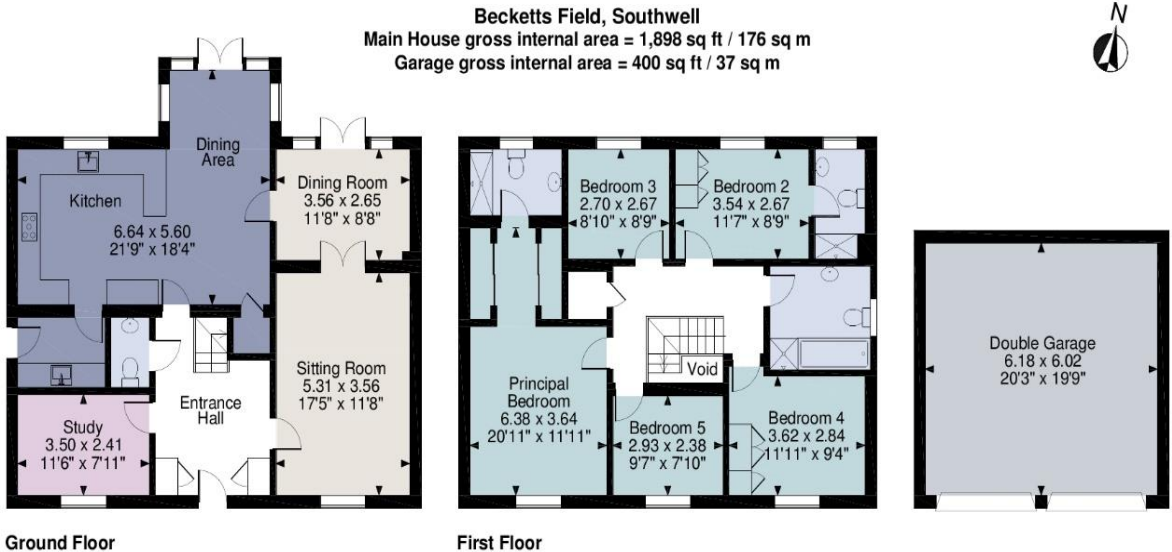 Becketts Field, Southwell
Main House gross internal area = 1,898 sq ft / 176 sq m
Garage gross internal area = 400 sq ft / 37 sq m
N
Dining
Area
Kitchen
6.64 x 5.60
21'9" x 18'4"
Dining Room
3.56 x 2.65
11'8" x 8'8"
Sitting Room
5.31 x 3.56
17'5" x 11'8"
Entrance
Hall
Study
3.50 x 2.41
11'6" x 7'11"
Ground Floor
Bedroom 3
2.70 x 2.67
8'10" x 8'9"
Bedroom 2
3.54 x 2.67
11'7" x 8'9"
Void
Principal
Bedroom
6.38 x 3.64
20'11" x 11'11"
Bedroom 5
2.93 x 2.38
9'7" x 7'10"
Bedroom 4
3.62 x 2.84
11'11" x 9'4"
First Floor
Double Garage
6.18 x 6.02
20'3" x 19'9"